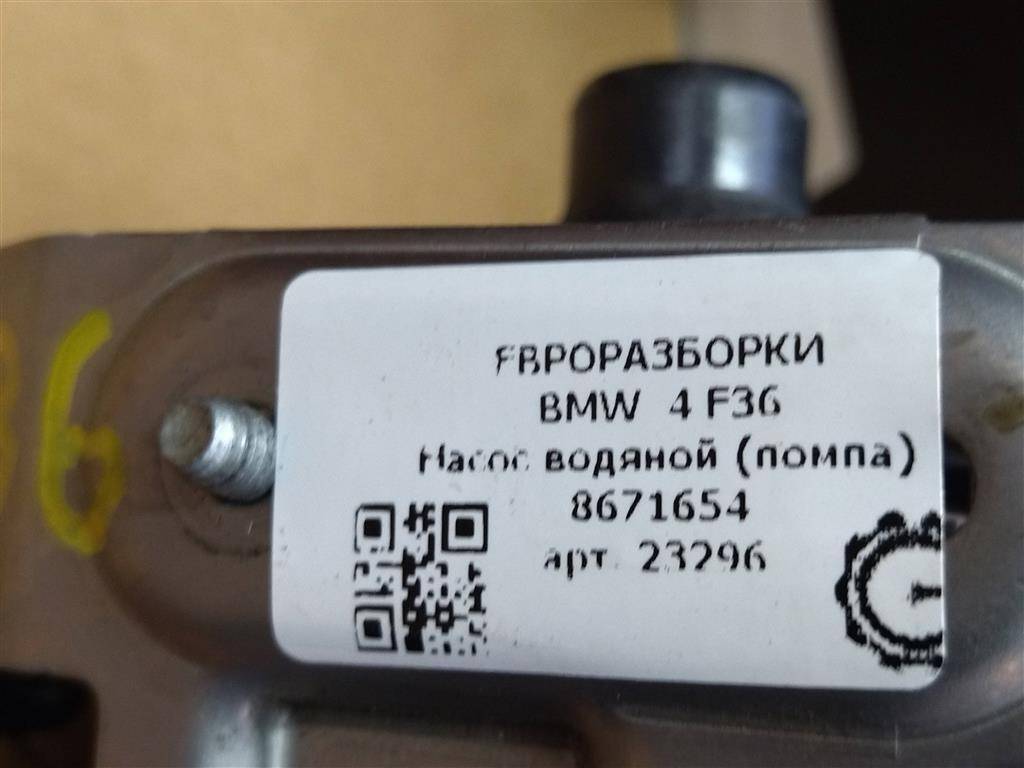 ЕВРОРАЗБОРКИ
BMW 4 F36
Насос водяной (помпа)
8671654
арт. 23296